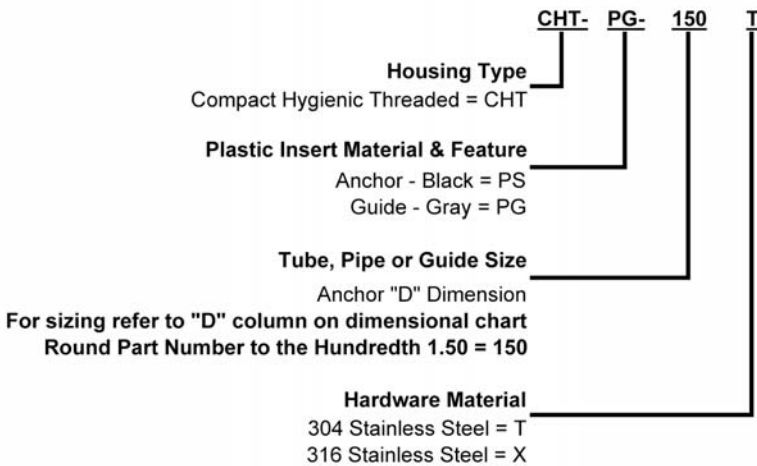 CHT- PG- 150 T
Housing Type
Compact Hygienic Threaded = CHT
Plastic Insert Material & Feature
Anchor - Black = PS
Guide - Gray = PG
Tube, Pipe or Guide Size
Anchor "D" Dimension
For sizing refer to "D" column on dimensional chart
Round Part Number to the Hundredth 1.50 = 150
Hardware Material
304 Stainless Steel = T
316 Stainless Steel = X